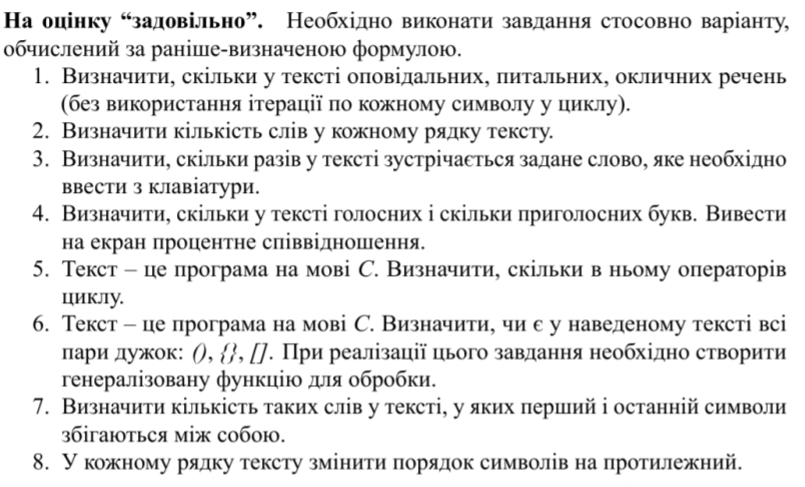 На оцінку “задовільно”. Необхідно виконати завдання стосовно варіанту,
обчислений за раніше-визначеною формулою.
1. Визначити, скільки у тексті оповідальних, питальних, окличних речень
(без використання ітерації по кожному символу у циклу).
2. Визначити кількість слів у кожному рядку тексту.
3. Визначити, скільки разів у тексті зустрічається задане слово, яке необхідно
ввести з клавіатури.
4. Визначити, скільки у тексті голосних і скільки приголосних букв. Вивести
на екран процентне співвідношення.
5. Текст – це програма на мові C. Визначити, скільки в ньому операторів
циклу.
6. Текст – це програма на мові C. Визначити, чи є у наведеному тексті всі
пари дужок: (), {}, []. При реалізації цього завдання необхідно створити
генералізовану функцію для обробки.
7. Визначити кількість таких слів у тексті, у яких перший і останній символи
збігаються між собою.
8. У кожному рядку тексту змінити порядок символів на протилежний.